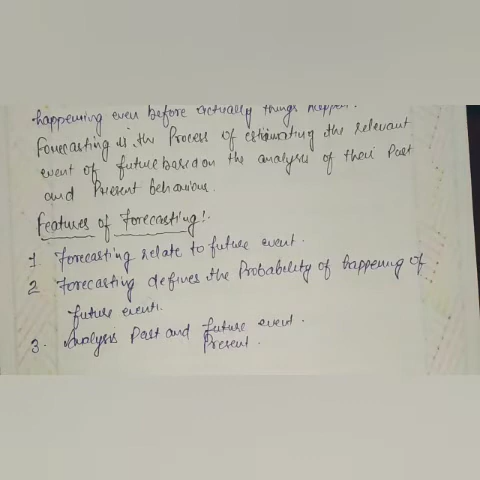 happening even before actually things happen.
Forecasting is the Process of estimating the relevant
event of future based on the analysis of their Past
and Present behaviour.
Features of Forecasting!.
1 Forecasting relate to future event.
2 Forecasting defines the Probability of happening of
future events.
3. Analysis Past and future event.
Present.